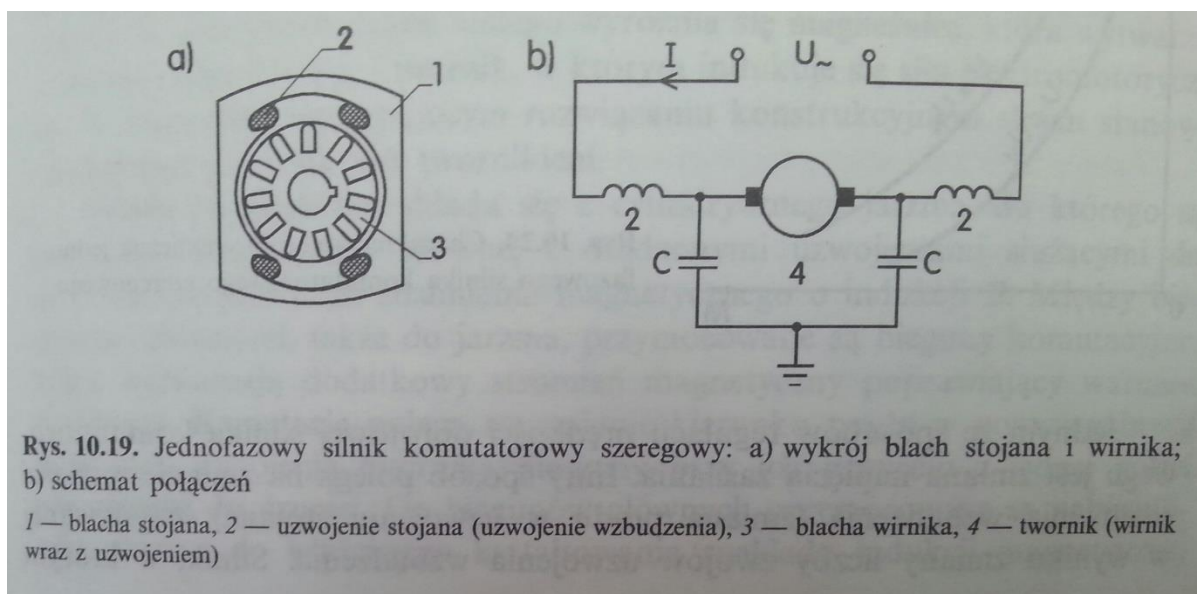 a)
2
1
3
b)
I
U~
2
2
C
C
4
Rys. 10.19. Jednofazowy silnik komutatorowy szeregowy: a) wykrój blach stojana i wirnika;
b) schemat połączeń
1 — blacha stojana, 2 — uzwojenie stojana (uzwojenie wzbudzenia), 3 — blacha wirnika, 4 — twornik (wirnik
wraz z uzwojeniem)